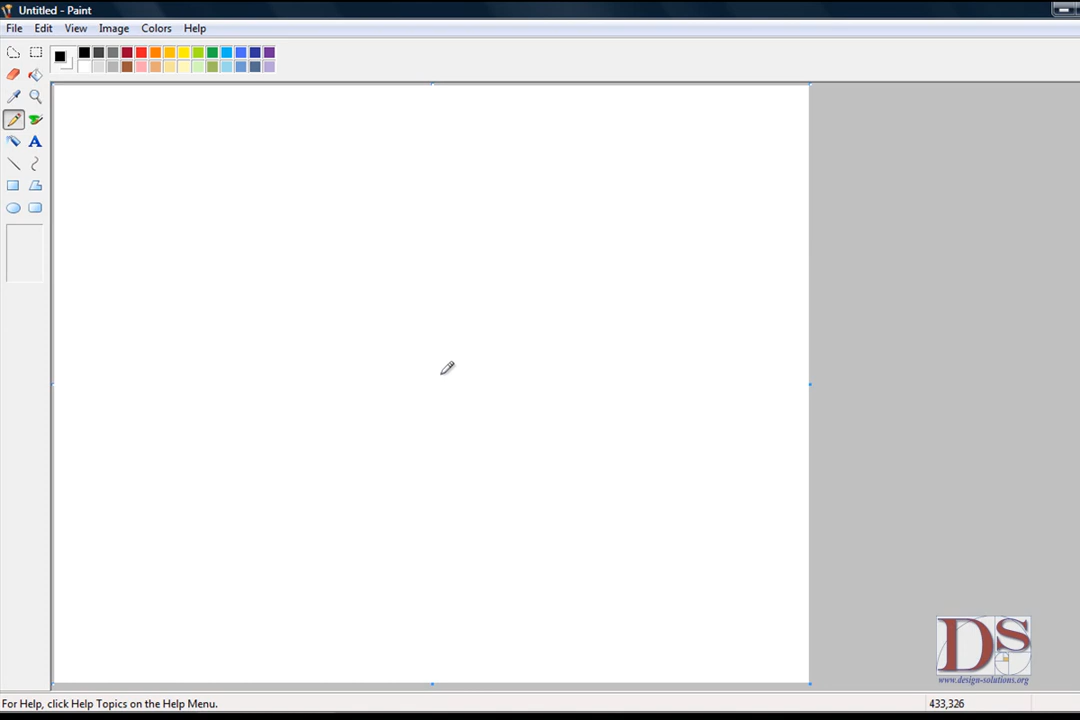 Untitled - Paint
File Edit View Image Colors Help
A
DS
www.design-solutions.org
For Help, click Help Topics on the Help Menu. 433,326